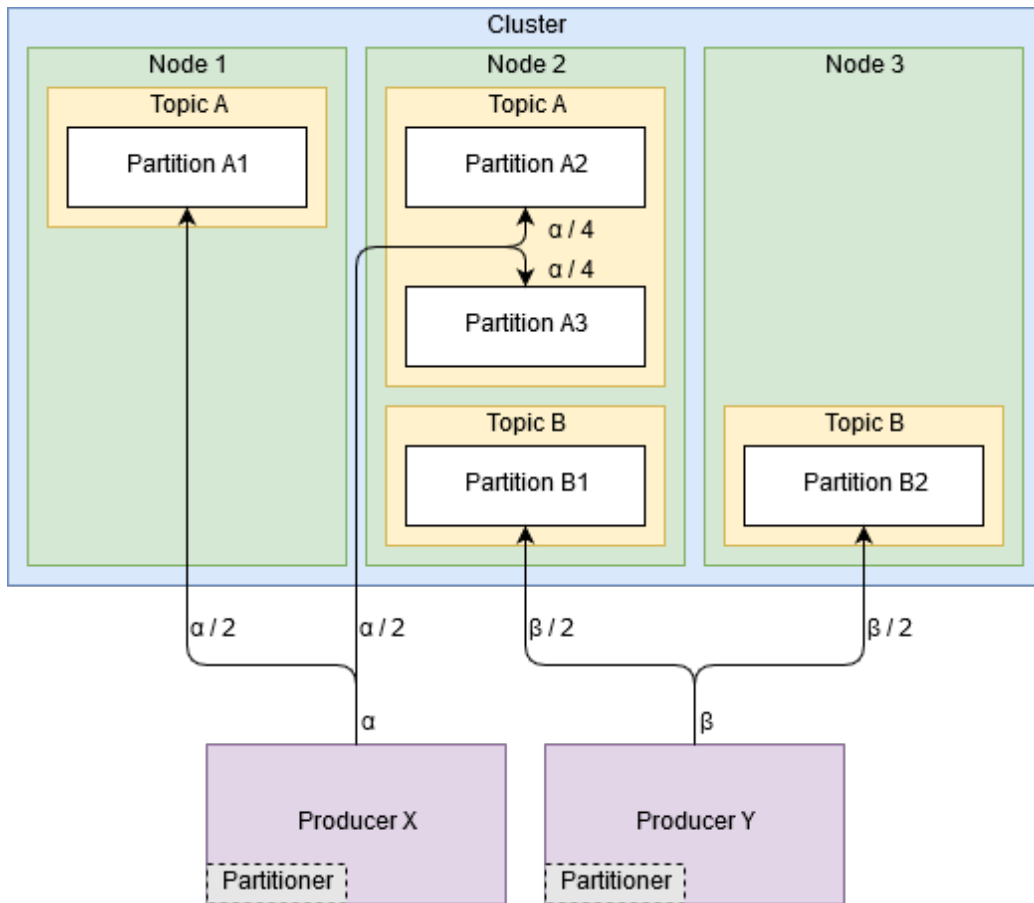 Cluster
Node 1
Node 2
Node 3
Topic A
Topic A
Partition A1
Partition A2
α / 4
α / 4
Partition A3
Topic B
Topic B
Partition B1
Partition B2
α / 2
α / 2
β / 2
β / 2
α
β
Producer X
Producer Y
Partitioner
Partitioner